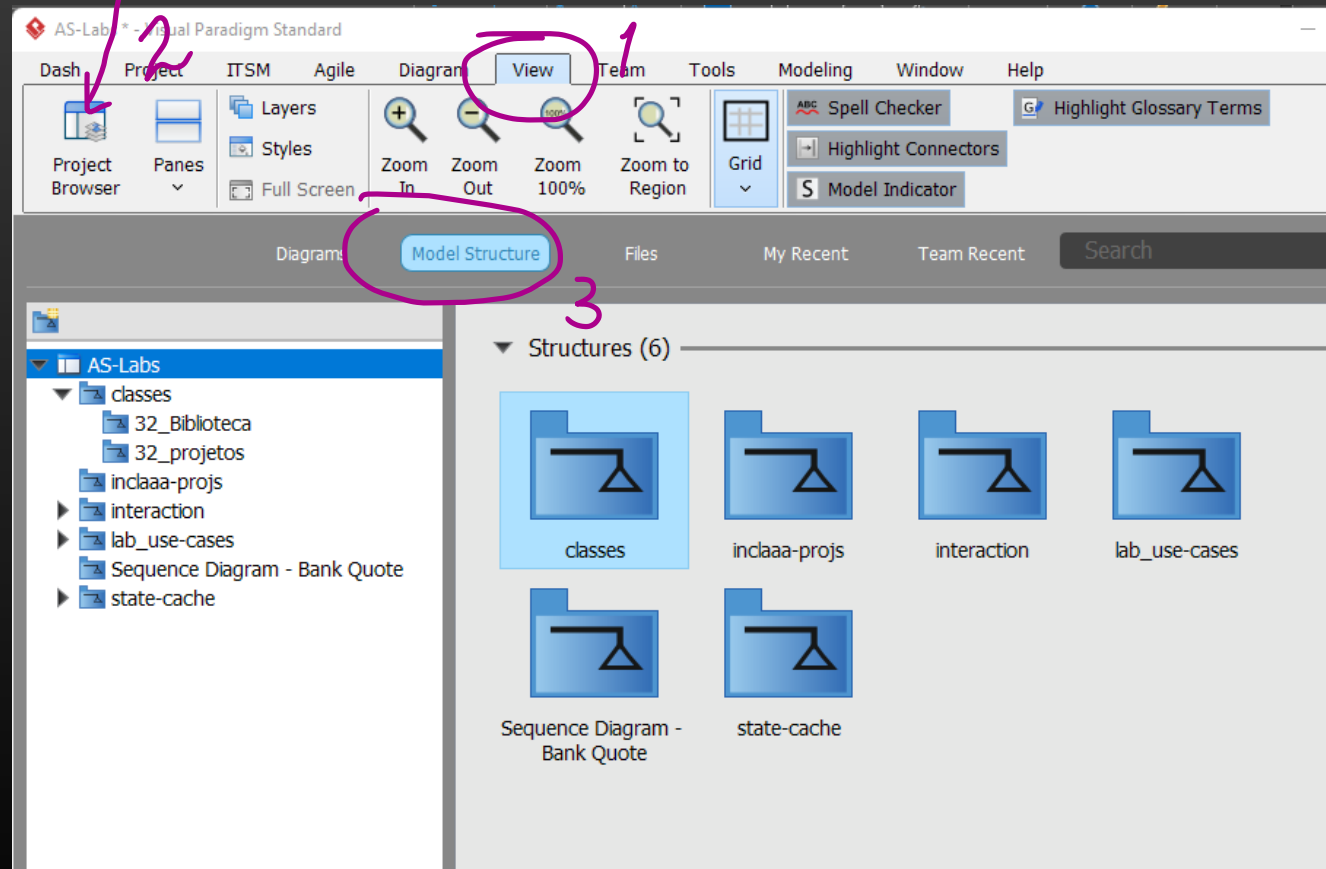 AS-Labs * - Visual Paradigm Standard
2
1
Dash Project ITSM Agile Diagram View Team Tools Modeling Window Help
Project Browser
Panes
Layers
Styles
Full Screen
Zoom In
Zoom Out
100%
Zoom 100%
Zoom to Region
Grid
ABC Spell Checker
Highlight Connectors
S Model Indicator
G Highlight Glossary Terms
Diagrams Model Structure Files My Recent Team Recent Search
3
AS-Labs
classes
32_Biblioteca
32_projetos
inclaaa-projs
interaction
lab_use-cases
Sequence Diagram - Bank Quote
state-cache
Structures (6)
classes
inclaaa-projs
interaction
lab_use-cases
Sequence Diagram -
Bank Quote
state-cache